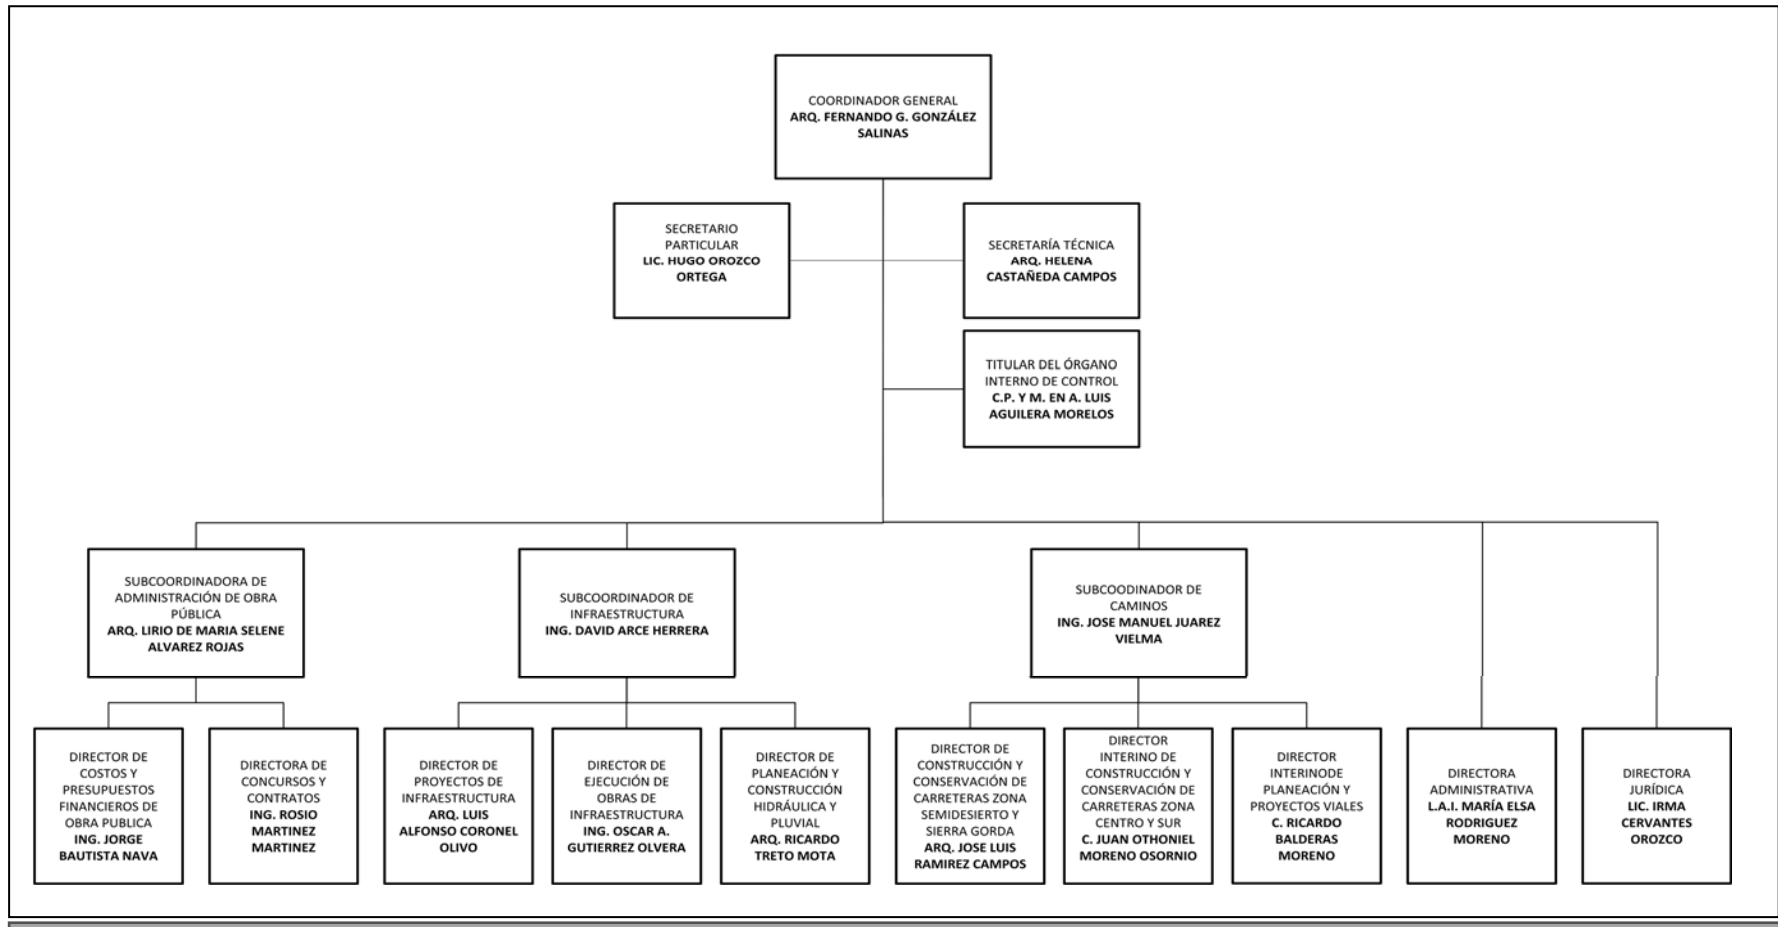 COORDINADOR GENERAL
ARQ. FERNANDO G. GONZÁLEZ
SALINAS
SECRETARIO
PARTICULAR
LIC. HUGO OROZCO
ORTEGA
SECRETARÍA TÉCNICA
ARQ. HELENA
CASTAÑEDA CAMPOS
TITULAR DEL ÓRGANO
INTERNO DE CONTROL
C.P. Y M. EN A. LUIS
AGUILERA MORELOS
SUBCOORDINADORA DE
ADMINISTRACIÓN DE OBRA
PÚBLICA
ARQ. LIRIO DE MARIA SELENE
ALVAREZ ROJAS
SUBCOORDINADOR DE
INFRAESTRUCTURA
ING. DAVID ARCE HERRERA
SUBCOODINADOR DE
CAMINOS
ING. JOSE MANUEL JUAREZ
VIELMA
DIRECTOR DE
COSTOS Y
PRESUPUESTOS
FINANCIEROS DE
OBRA PUBLICA
ING. JORGE
BAUTISTA NAVA
DIRECTORA DE
CONCURSOS Y
CONTRATOS
ING. ROSIO
MARTINEZ
MARTINEZ
DIRECTOR DE
PROYECTOS DE
INFRAESTRUCTURA
ARQ. LUIS
ALFONSO CORONEL
OLIVO
DIRECTOR DE
EJECUCIÓN DE
OBRAS DE
INFRAESTRUCTURA
ING. OSCAR A.
GUTIERREZ OLVERA
DIRECTOR DE
PLANEACIÓN Y
CONSTRUCCIÓN
HIDRÁULICA Y
PLUVIAL
ARQ. RICARDO
TRETO MOTA
DIRECTOR DE
CONSTRUCCIÓN Y
CONSERVACIÓN DE
CARRETERAS ZONA
SEMIDESIERTO Y
SIERRA GORDA
ARQ. JOSE LUIS
RAMIREZ CAMPOS
DIRECTOR
INTERINO DE
CONSTRUCCIÓN Y
CONSERVACIÓN DE
CARRETERAS ZONA
CENTRO Y SUR
C. JUAN OTHONIEL
MORENO OSORNIO
DIRECTOR
INTERINODE
PLANEACIÓN Y
PROYECTOS VIALES
C. RICARDO
BALDERAS
MORENO
DIRECTORA
ADMINISTRATIVA
L.A.I. MARÍA ELSA
RODRIGUEZ
MORENO
DIRECTORA
JURÍDICA
LIC. IRMA
CERVANTES
OROZCO